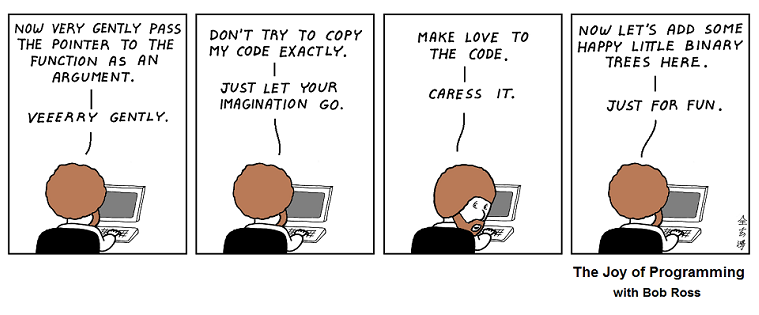 NOW VERY GENTLY PASS
THE POINTER TO THE
FUNCTION AS AN
ARGUMENT.
VEEERRY GENTLY.
DON'T TRY TO COPY
MY CODE EXACTLY.
JUST LET YOUR
IMAGINATION GO.
MAKE LOVE TO
THE CODE.
CARESS IT.
NOW LET'S ADD SOME
HAPPY LITTLE BINARY
TREES HERE.
JUST FOR FUN.
The Joy of Programming
with Bob Ross